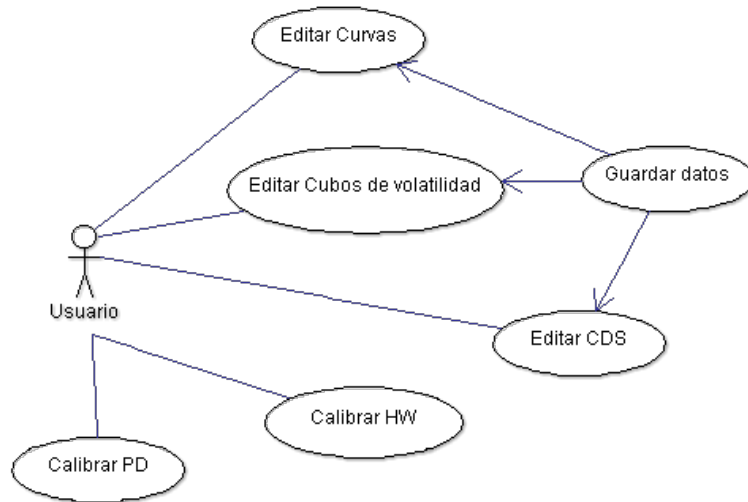 Editar Curvas
Guardar datos
Editar Cubos de volatilidad
Usuario
Editar CDS
Calibrar HW
Calibrar PD